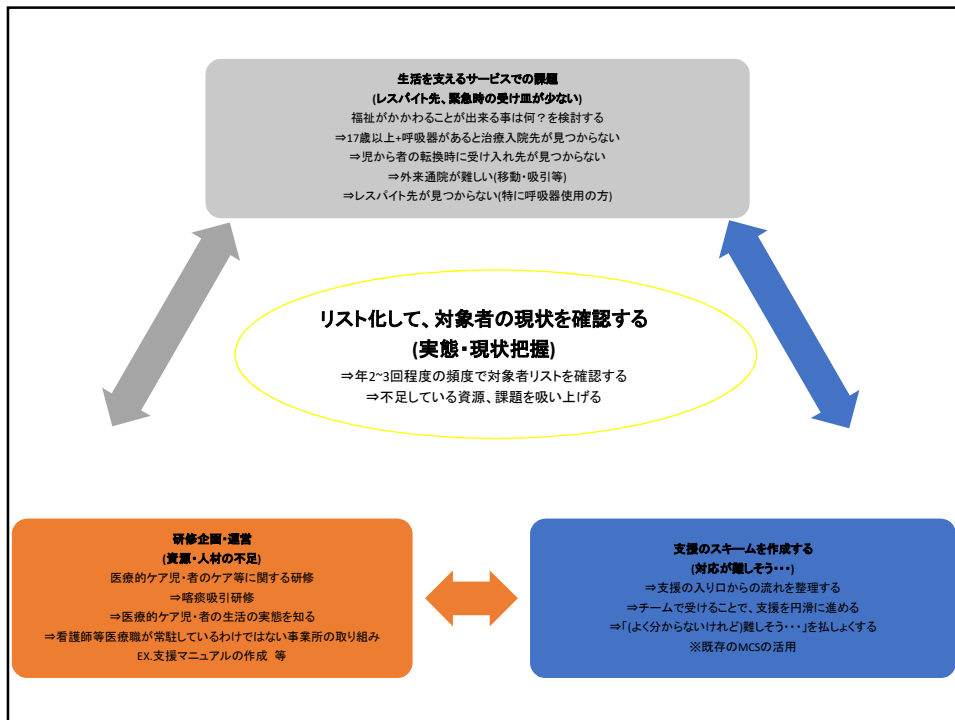 生活を支えるサービスでの課題
(レスパイト先、緊急時の受け皿が少ない)
福祉がかかわることが出来る事は何？を検討する
⇒17歳以上+呼吸器があると治療入院先が見つからない
⇒児から者の転換時に受け入れ先が見つからない
⇒外来通院が難しい(移動・吸引等)
⇒レスパイト先が見つからない(特に呼吸器使用の方)
リスト化して、対象者の現状を確認する
(実態・現状把握)
⇒年2~3回程度の頻度で対象者リストを確認する
⇒不足している資源、課題を吸い上げる
研修企画・運営
(資源・人材の不足)
医療的ケア児・者のケア等に関する研修
⇒喀痰吸引研修
⇒医療的ケア児・者の生活の実態を知る
⇒看護師等医療職が常駐しているわけではない事業所の取り組み
EX.支援マニュアルの作成 等
支援のスキームを作成する
(対応が難しそう・・・)
⇒支援の入り口からの流れを整理する
⇒チームで受けることで、支援を円滑に進める
⇒「(よく分からないけれど)難しそう・・・」を払しょくする
※既存のMCSの活用